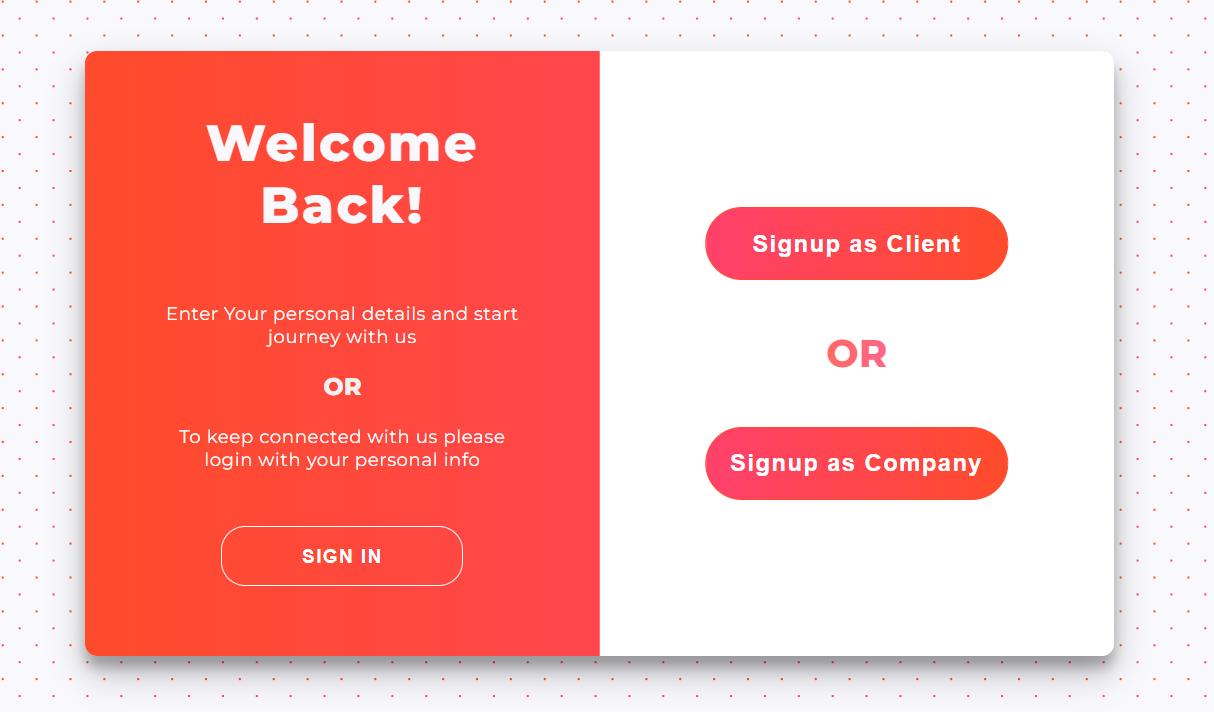 Welcome
Back!
Enter Your personal details and start
journey with us
OR
To keep connected with us please
login with your personal info
SIGN IN
Signup as Client
OR
Signup as Company